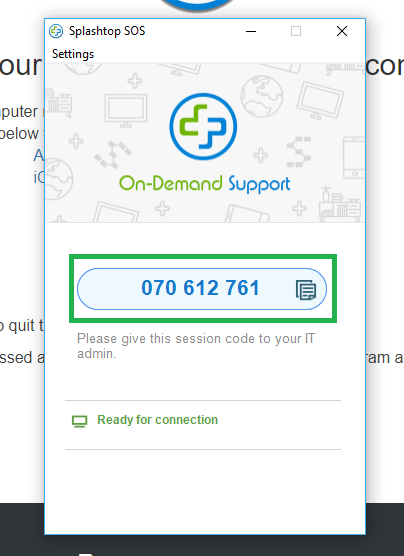 Splashtop SOS
Settings
On-Demand Support
070 612 761
Please give this session code to your IT
admin.
Ready for connection
our
com
puter
below
A
iC
quit t
ssed a
ram a